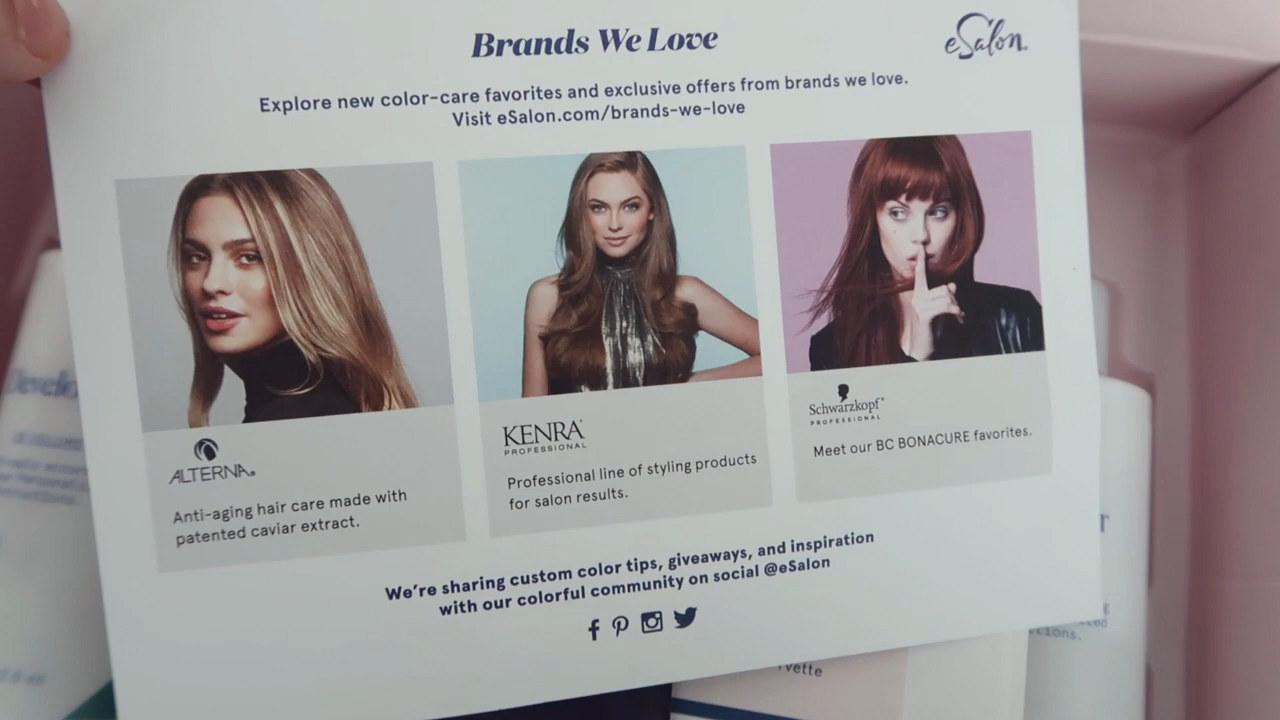 Brands We Love
eSalon.
Explore new color-care favorites and exclusive offers from brands we love.
Visit eSalon.com/brands-we-love
ALTERNA®
Anti-aging hair care made with
patented caviar extract.
KENRA
PROFESSIONAL
Professional line of styling products
for salon results.
Schwarzkopf®
PROFESSIONAL
Meet our BC BONACURE favorites.
We're sharing custom color tips, giveaways, and inspiration
with our colorful community on social @eSalon